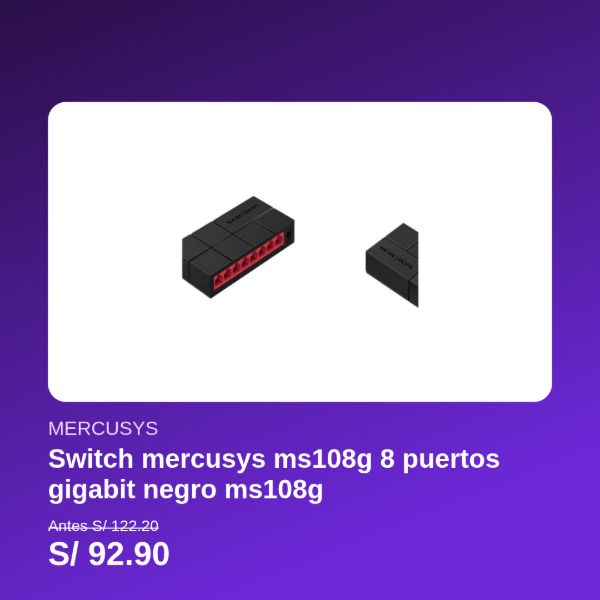 MERCUSYS
Switch mercusys ms108g 8 puertos
gigabit negro ms108g
Antes S/ 122.20
S/ 92.90